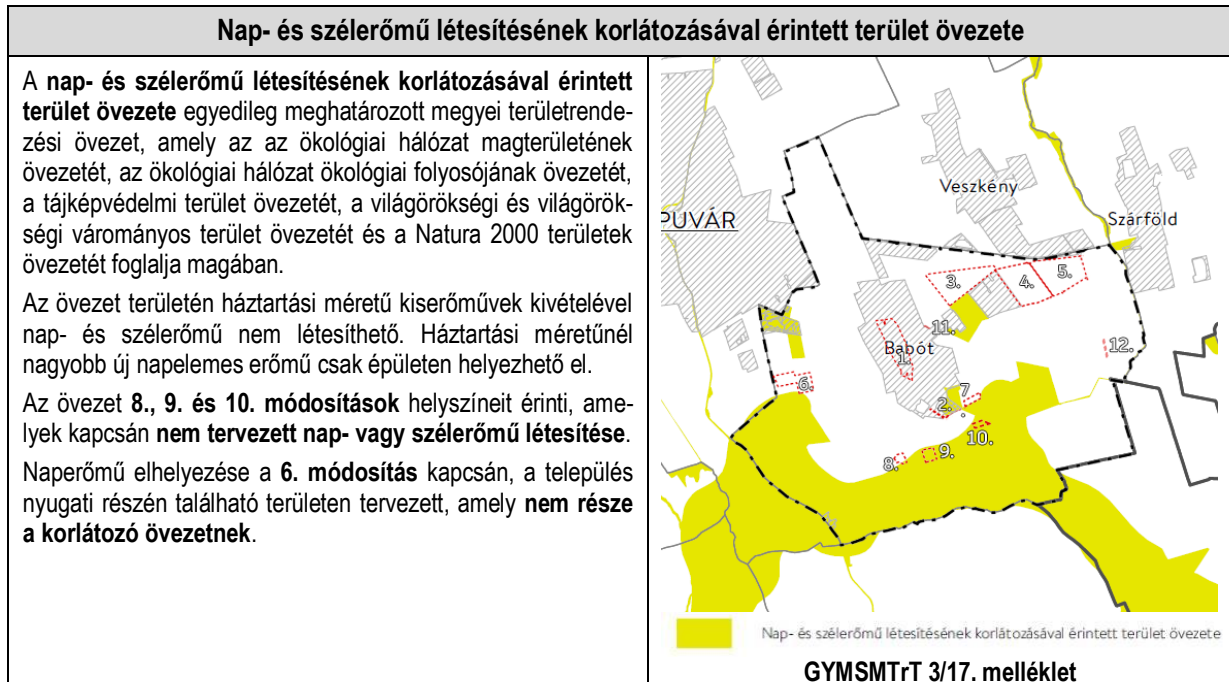 Nap- és szélerőmű létesítésének korlátozásával érintett terület övezete
A nap- és szélerőmű létesítésének korlátozásával érintett
terület övezete egyedileg meghatározott megyei területrende-
zési övezet, amely az az ökológiai hálózat magterületének
övezetét, az ökológiai hálózat ökológiai folyosójának övezetét,
a tájképvédelmi terület övezetét, a világörökségi és világörök-
ségi várományos terület övezetét és a Natura 2000 területek
övezetét foglalja magában.
Az övezet területén háztartási méretű kiserőművek kivételével
nap- és szélerőmű nem létesíthető. Háztartási méretűnél
nagyobb új napelemes erőmű csak épületen helyezhető el.
Az övezet 8., 9. és 10. módosítások helyszíneit érinti, ame-
lyek kapcsán nem tervezett nap- vagy szélerőmű létesítése.
Naperőmű elhelyezése a 6. módosítás kapcsán, a település
nyugati részén található területen tervezett, amely nem része
a korlátozó övezetnek.
Veszkény
PUVÁR
Szárföld
3.
4.
5.
11.
Babót
1.
12.
6.
7.
2.
10.
8.
9.
Nap- és szélerőmű létesítésének korlátozásával érintett terület övezete
GYMSMTrT 3/17. melléklet